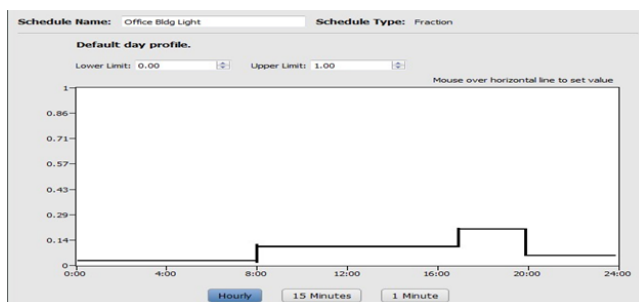 Schedule Name: Office Bldg Light Schedule Type: Fraction
Default day profile.
Lower Limit: 0.00 Upper Limit: 1.00
Mouse over horizontal line to set value
1
0.86
0.71
0.57
0.43
0.29
0.14
0
0:00 4:00 8:00 12:00 16:00 20:00 24:00
Hourly 15 Minutes 1 Minute